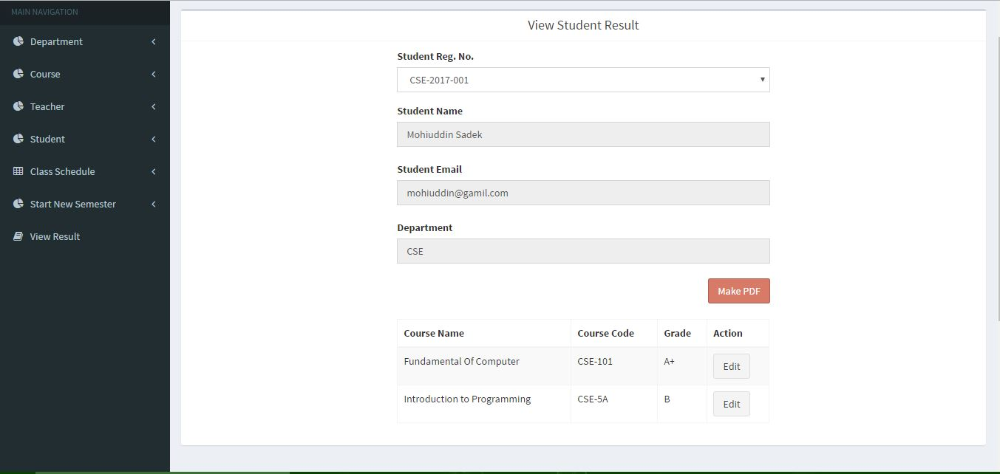 MAIN NAVIGATION
Department
Course
Teacher
Student
Class Schedule
Start New Semester
View Result
View Student Result
Student Reg. No.
CSE-2017-001
Student Name
Mohiuddin Sadek
Student Email
mohiuddin@gamil.com
Department
CSE
Make PDF
Course Name Course Code Grade Action
Fundamental Of Computer CSE-101 A+ Edit
Introduction to Programming CSE-5A B Edit